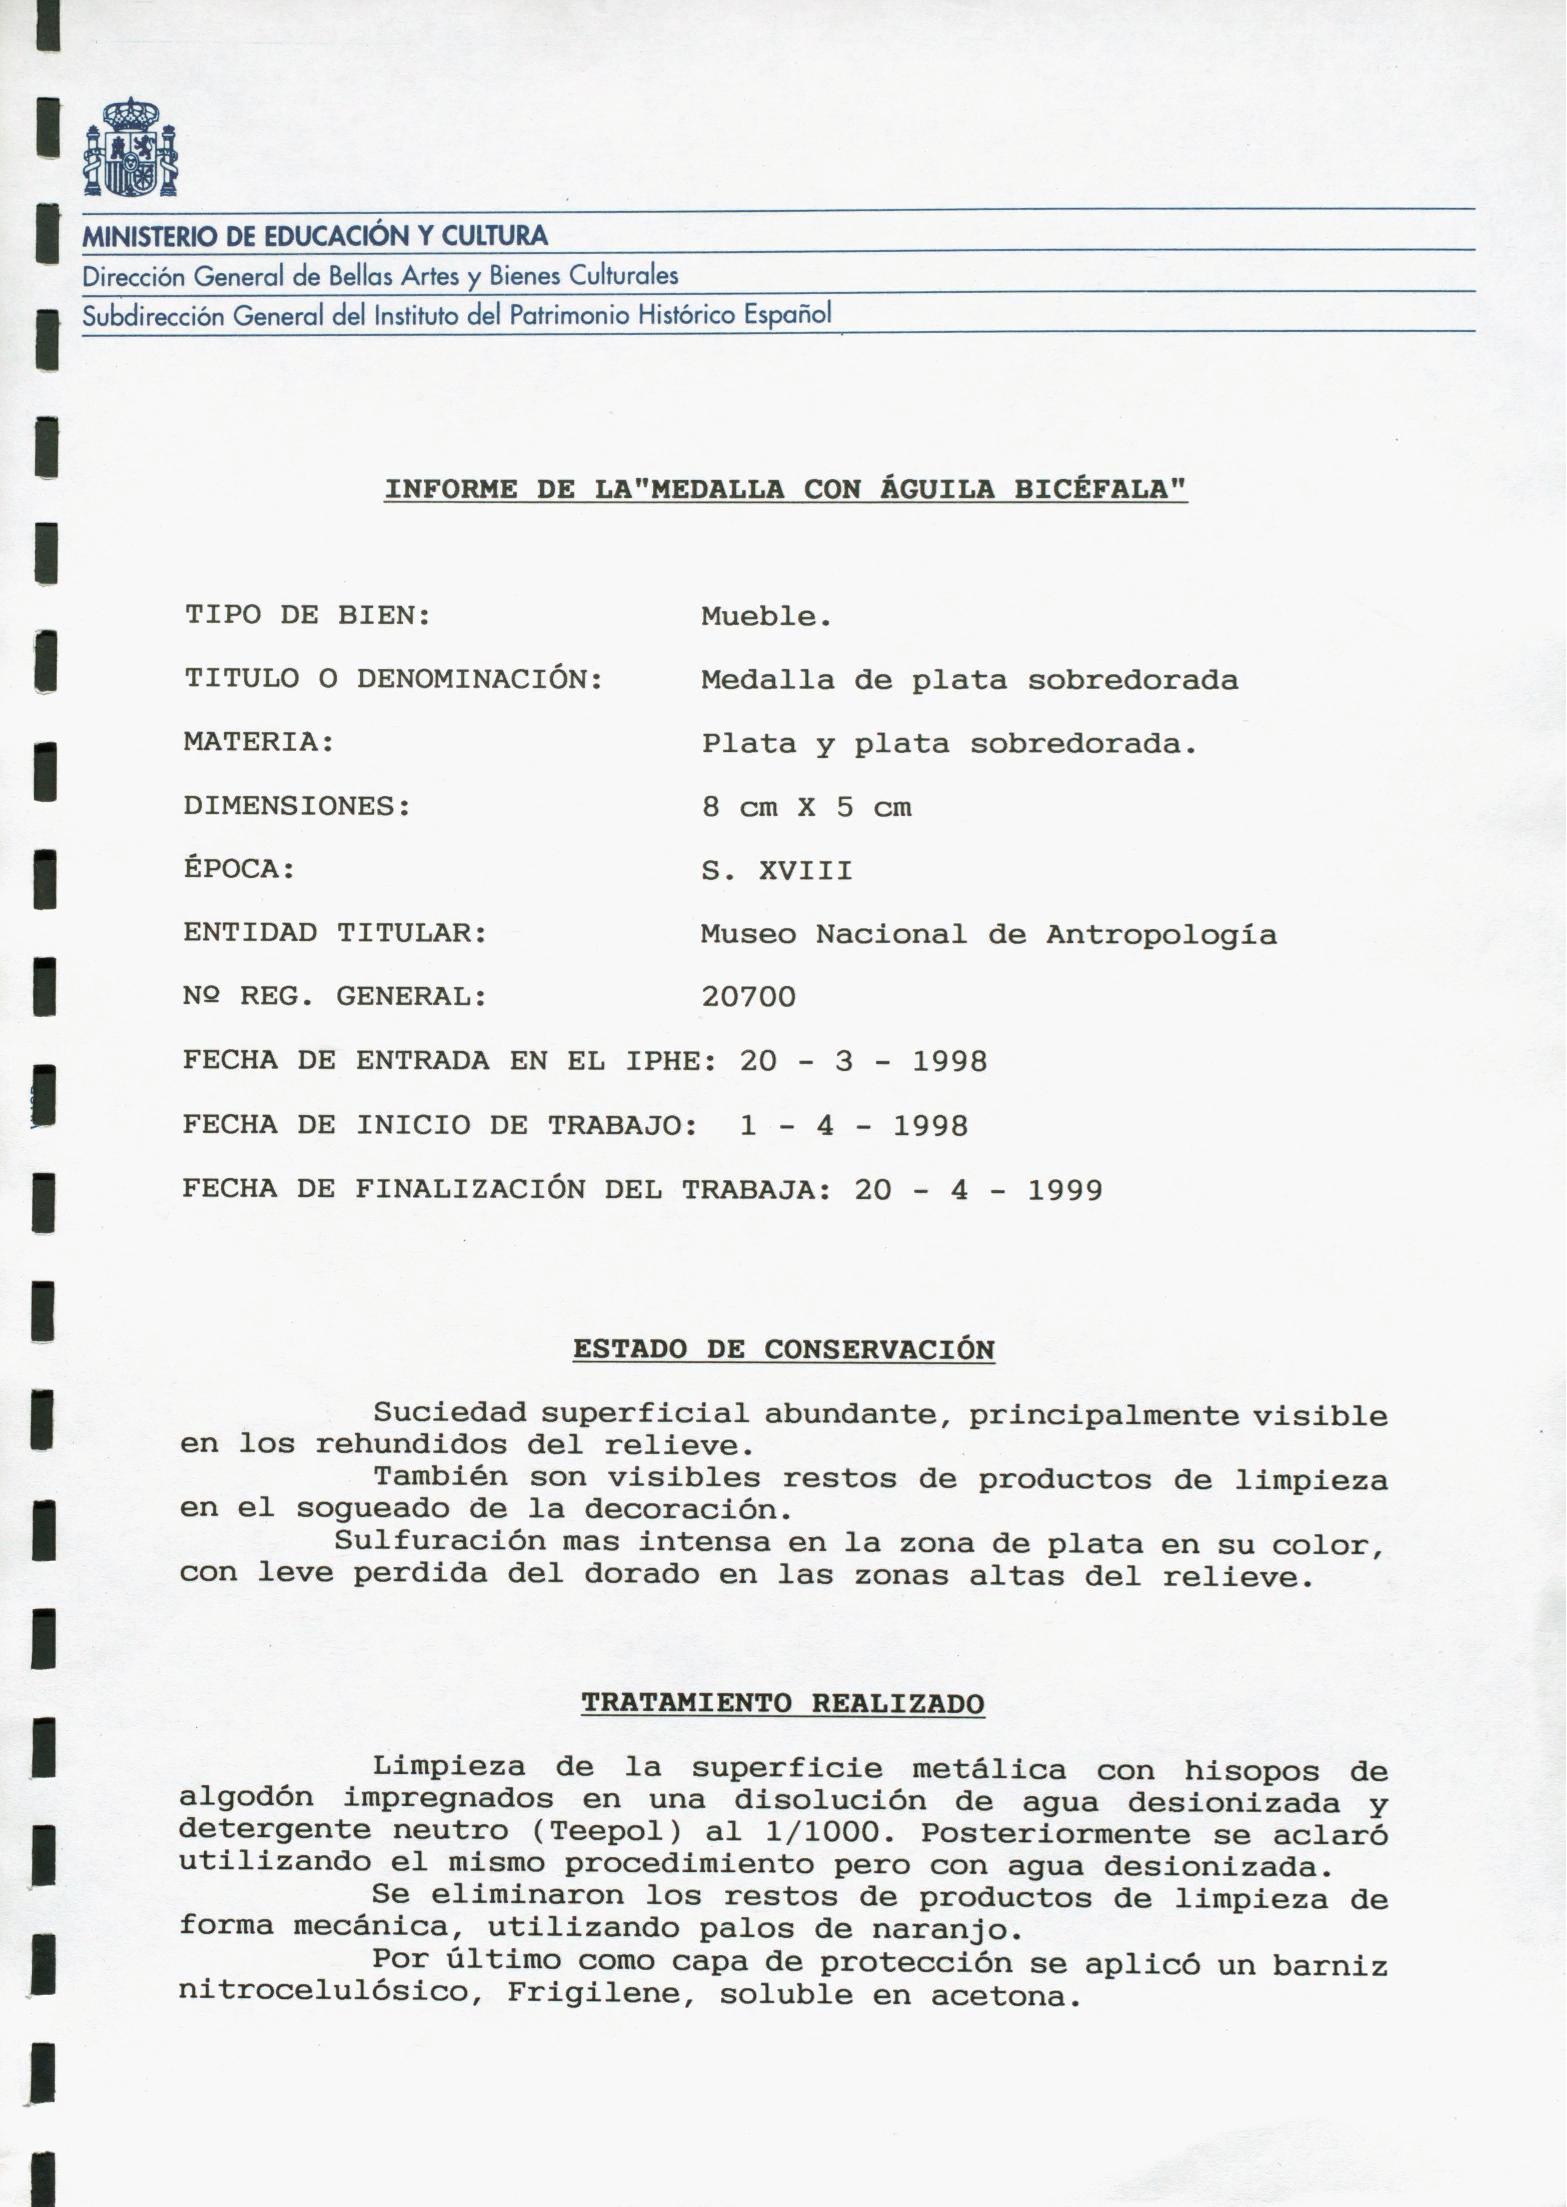 MINISTERIO DE EDUCACIÓN Y CULTURA
Dirección General de Bellas Artes y Bienes Culturales
Subdirección General del Instituto del Patrimonio Histórico Español
INFORME DE LA"MEDALLA CON ÁGUILA BICÉFALA"
TIPO DE BIEN: Mueble.
TITULO O DENOMINACIÓN: Medalla de plata sobredorada
MATERIA: Plata y plata sobredorada.
DIMENSIONES: 8 cm X 5 cm
ÉPOCA: S. XVIII
ENTIDAD TITULAR: Museo Nacional de Antropología
Nº REG. GENERAL: 20700
FECHA DE ENTRADA EN EL IPHE: 20 - 3 - 1998
FECHA DE INICIO DE TRABAJO: 1 - 4 - 1998
FECHA DE FINALIZACIÓN DEL TRABAJA: 20 - 4 - 1999
ESTADO DE CONSERVACIÓN
Suciedad superficial abundante, principalmente visible
en los rehundidos del relieve.
También son visibles restos de productos de limpieza
en el sogueado de la decoración.
Sulfuración mas intensa en la zona de plata en su color,
con leve perdida del dorado en las zonas altas del relieve.
TRATAMIENTO REALIZADO
Limpieza de la superficie metálica con hisopos de
algodón impregnados en una disolución de agua desionizada y
detergente neutro (Teepol) al 1/1000. Posteriormente se aclaró
utilizando el mismo procedimiento pero con agua desionizada.
Se eliminaron los restos de productos de limpieza de
forma mecánica, utilizando palos de naranjo.
Por último como capa de protección se aplicó un barniz
nitrocelulósico, Frigilene, soluble en acetona.